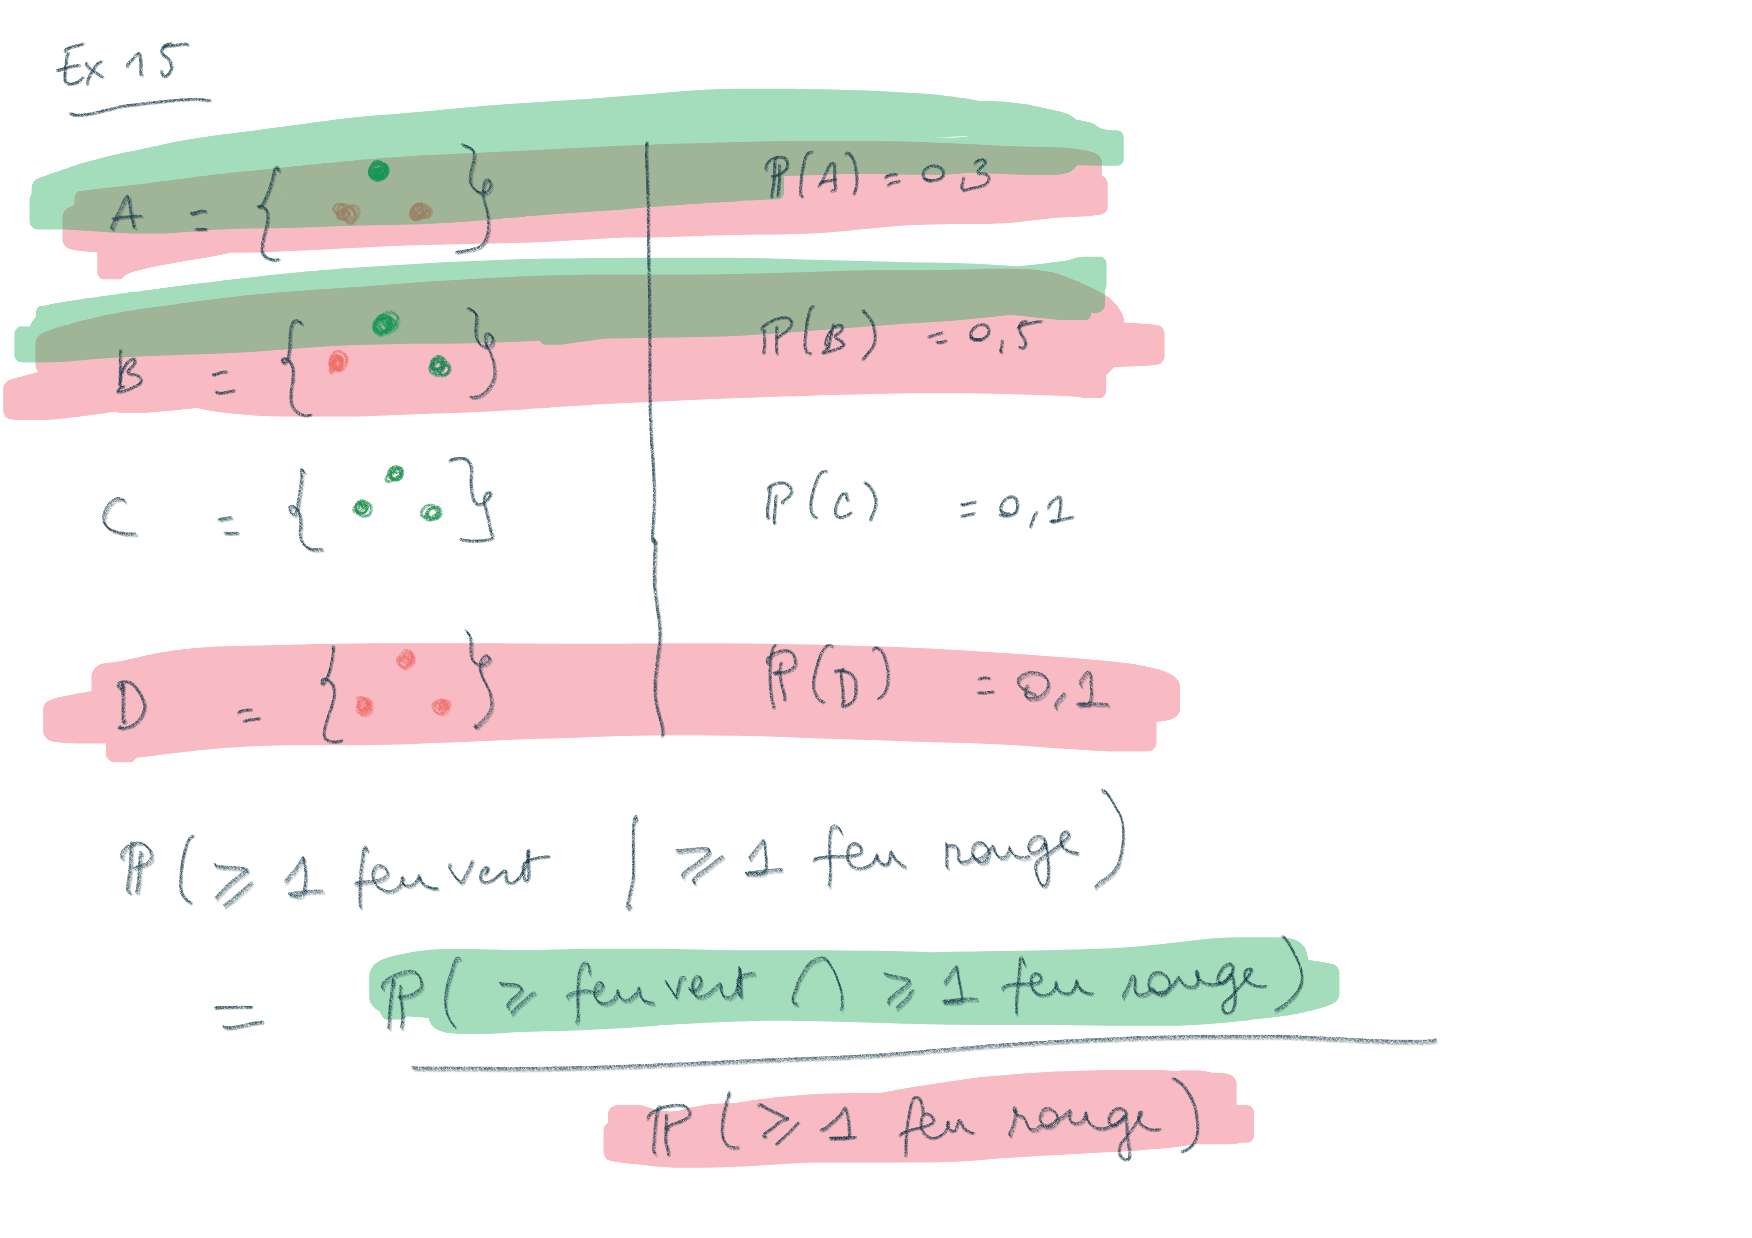 Ex 15
A = { } P(A) = 0,3
B = { } P(B) = 0,5
C = { } P(C) = 0,1
D = { } P(D) = 0,1
P( ⩾ 1 feu vert | ⩾ 1 feu rouge )
= P( ⩾ feu vert ∩ ⩾ 1 feu rouge )
P( ⩾ 1 feu rouge )